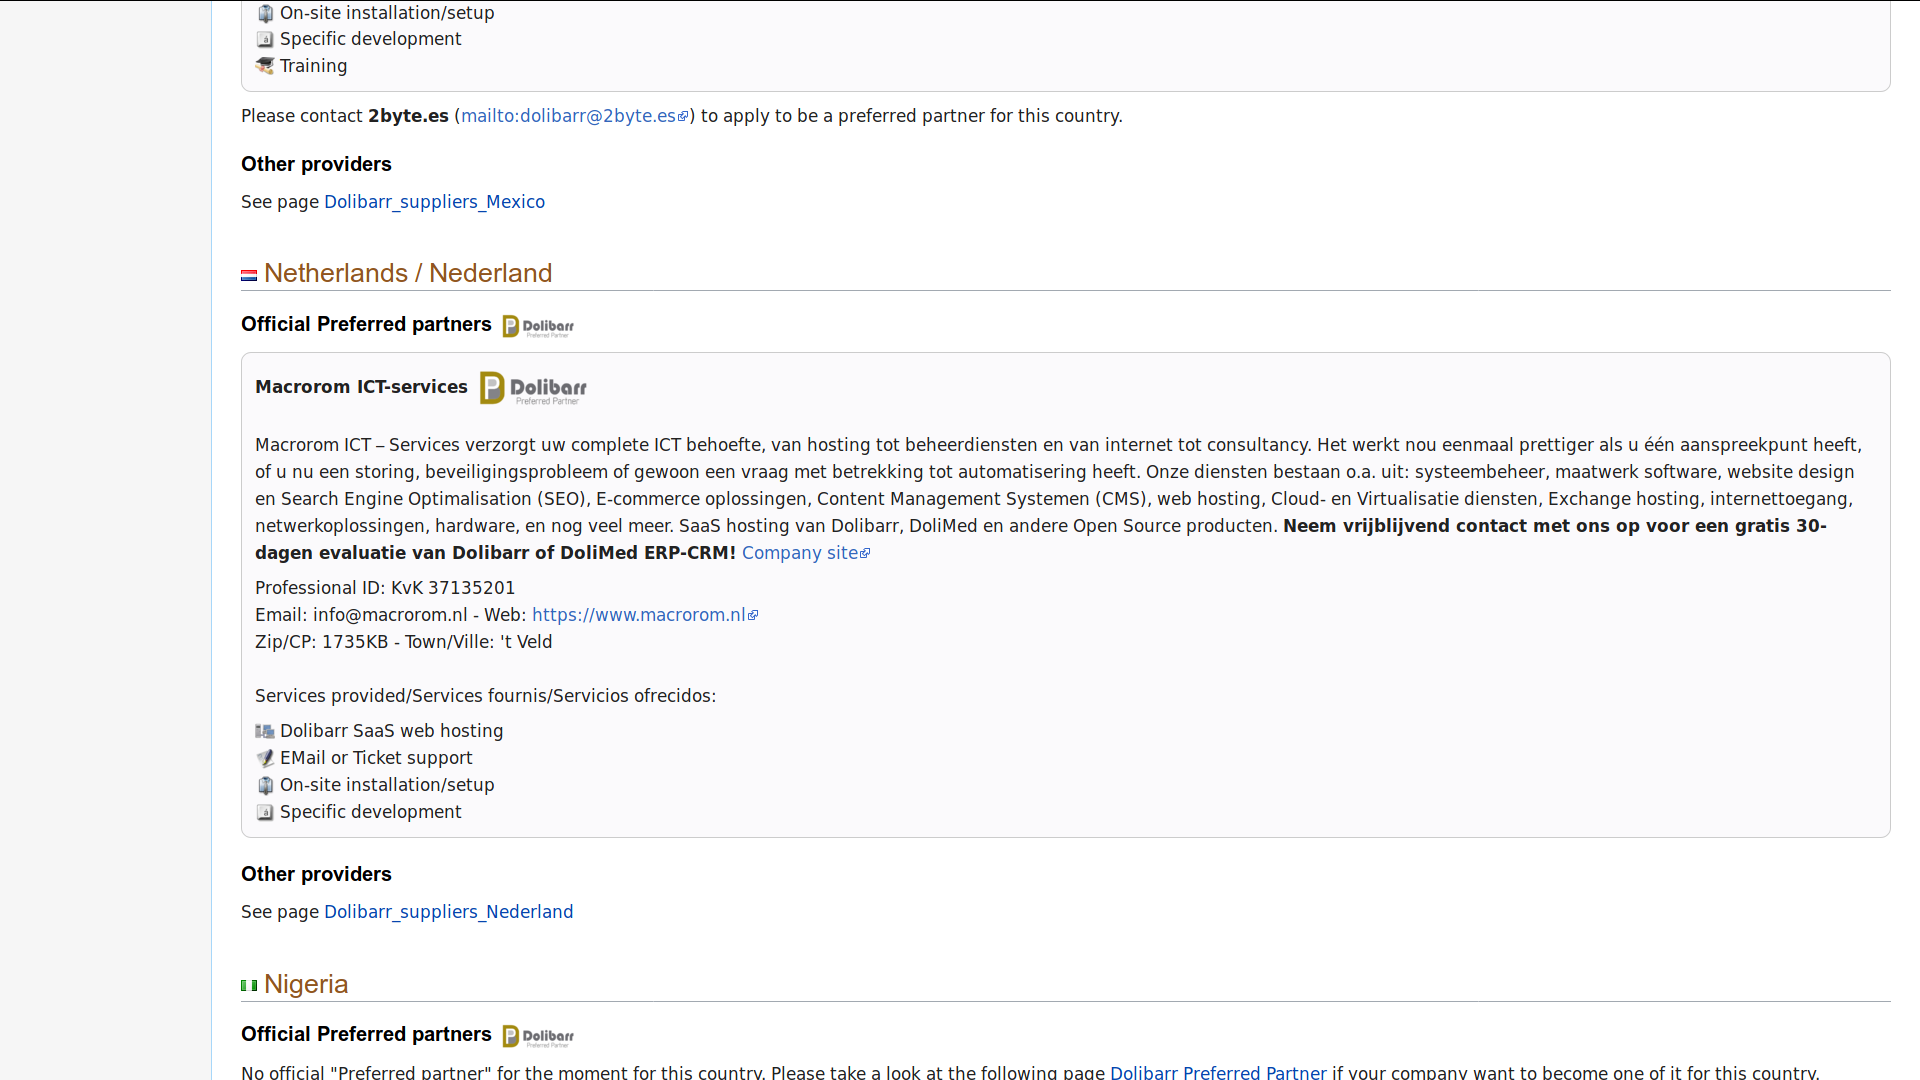 On-site installation/setup
Specific development
Training
Please contact 2byte.es (mailto:dolibarr@2byte.es) to apply to be a preferred partner for this country.
Other providers
See page Dolibarr_suppliers_Mexico
Netherlands / Nederland
Official Preferred partners Dolibarr Preferred Partner
Macrorom ICT-services Dolibarr Preferred Partner
Macrorom ICT – Services verzorgt uw complete ICT behoefte, van hosting tot beheerdiensten en van internet tot consultancy. Het werkt nou eenmaal prettiger als u één aanspreekpunt heeft,
of u nu een storing, beveiligingsprobleem of gewoon een vraag met betrekking tot automatisering heeft. Onze diensten bestaan o.a. uit: systeembeheer, maatwerk software, website design
en Search Engine Optimalisation (SEO), E-commerce oplossingen, Content Management Systemen (CMS), web hosting, Cloud- en Virtualisatie diensten, Exchange hosting, internettoegang,
netwerkoplossingen, hardware, en nog veel meer. SaaS hosting van Dolibarr, DoliMed en andere Open Source producten. Neem vrijblijvend contact met ons op voor een gratis 30-
dagen evaluatie van Dolibarr of DoliMed ERP-CRM! Company site
Professional ID: KvK 37135201
Email: info@macrorom.nl - Web: https://www.macrorom.nl
Zip/CP: 1735KB - Town/Ville: 't Veld
Services provided/Services fournis/Servicios ofrecidos:
Dolibarr SaaS web hosting
EMail or Ticket support
On-site installation/setup
Specific development
Other providers
See page Dolibarr_suppliers_Nederland
Nigeria
Official Preferred partners Dolibarr Preferred Partner
No official "Preferred partner" for the moment for this country. Please take a look at the following page Dolibarr Preferred Partner if your company want to become one of it for this country.